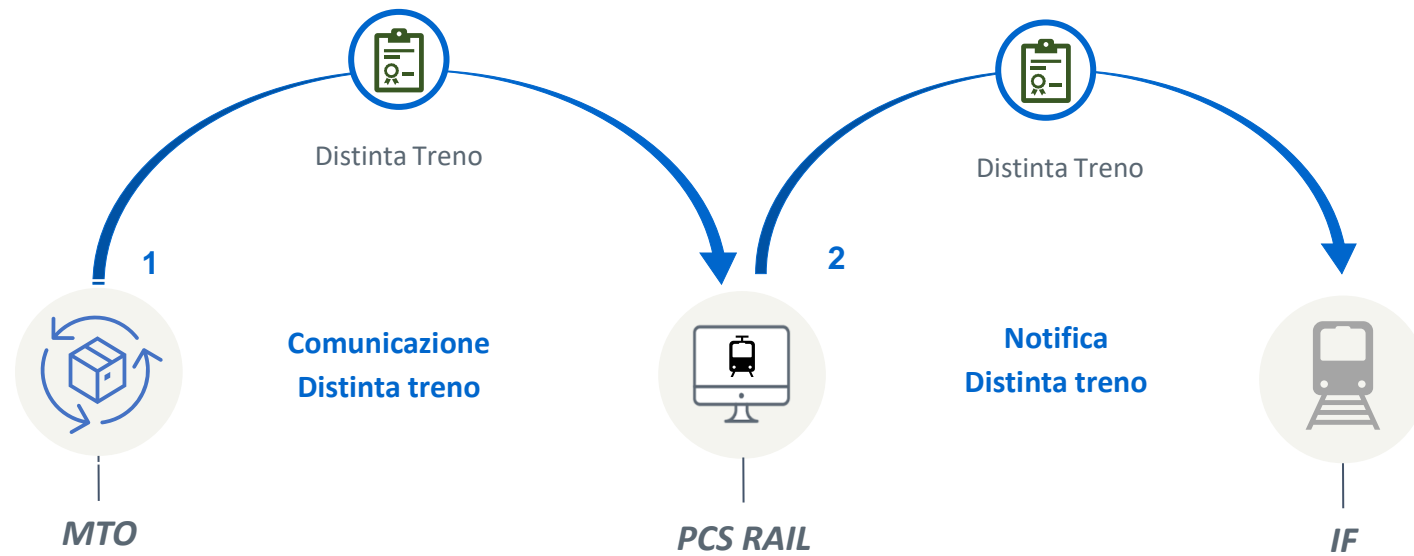 Distinta Treno
Distinta Treno
1
2
Comunicazione
Distinta treno
Notifica
Distinta treno
MTO
PCS RAIL
IF